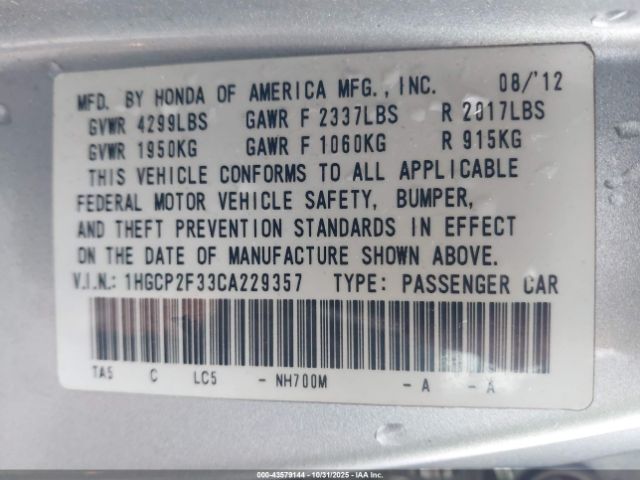 MFD. BY HONDA OF AMERICA MFG., INC. 08/'12
GVWR 4299LBS GAWR F 2337LBS R 2017LBS
GVWR 1950KG GAWR F 1060KG R 915KG
THIS VEHICLE CONFORMS TO ALL APPLICABLE
FEDERAL MOTOR VEHICLE SAFETY, BUMPER,
AND THEFT PREVENTION STANDARDS IN EFFECT
ON THE DATE OF MANUFACTURE SHOWN ABOVE.
V.I.N.: 1HGCP2F33CA229357 TYPE: PASSENGER CAR
TA5 C LC5 - NH700M - A - A
000-43579144 | 10/31/2025 | IAA Inc.